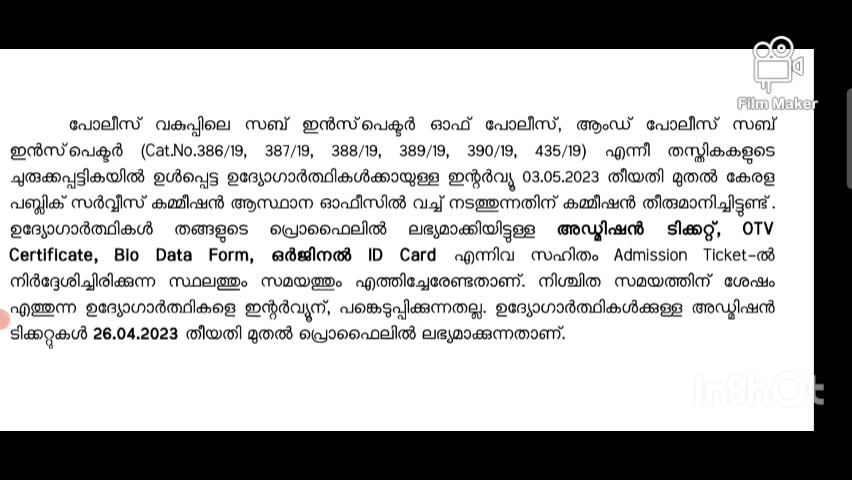 Film Maker
പോലീസ് വകുപ്പിലെ സബ് ഇൻസ്പെക്ടർ ഓഫ് പോലീസ്, ആംഡ് പോലീസ് സബ്
ഇൻസ്പെക്ടർ (Cat.No.386/19, 387/19, 388/19, 389/19, 390/19, 435/19) എന്നീ തസ്തികകളുടെ
ചുരുക്കപ്പട്ടികയിൽ ഉൾപ്പെട്ട ഉദ്യോഗാർത്ഥികൾക്കായുള്ള ഇന്റർവ്യൂ 03.05.2023 തീയതി മുതൽ കേരള
പബ്ലിക് സർവ്വീസ് കമ്മീഷൻ ആസ്ഥാന ഓഫീസിൽ വച്ച് നടത്തുന്നതിന് കമ്മീഷൻ തീരുമാനിച്ചിട്ടുണ്ട്.
ഉദ്യോഗാർത്ഥികൾ തങ്ങളുടെ പ്രൊഫൈലിൽ ലഭ്യമാക്കിയിട്ടുള്ള അഡ്മിഷൻ ടിക്കറ്റ്, OTV
Certificate, Bio Data Form, ഒർജിനൽ ID Card എന്നിവ സഹിതം Admission Ticket-ൽ
നിർദ്ദേശിച്ചിരിക്കുന്ന സ്ഥലത്തും സമയത്തും എത്തിച്ചേരേണ്ടതാണ്. നിശ്ചിത സമയത്തിന് ശേഷം
എത്തുന്ന ഉദ്യോഗാർത്ഥികളെ ഇന്റർവ്യൂന്, പങ്കെടുപ്പിക്കുന്നതല്ല. ഉദ്യോഗാർത്ഥികൾക്കുള്ള അഡ്മിഷൻ
ടിക്കറ്റുകൾ 26.04.2023 തീയതി മുതൽ പ്രൊഫൈലിൽ ലഭ്യമാക്കുന്നതാണ്.
InShOt